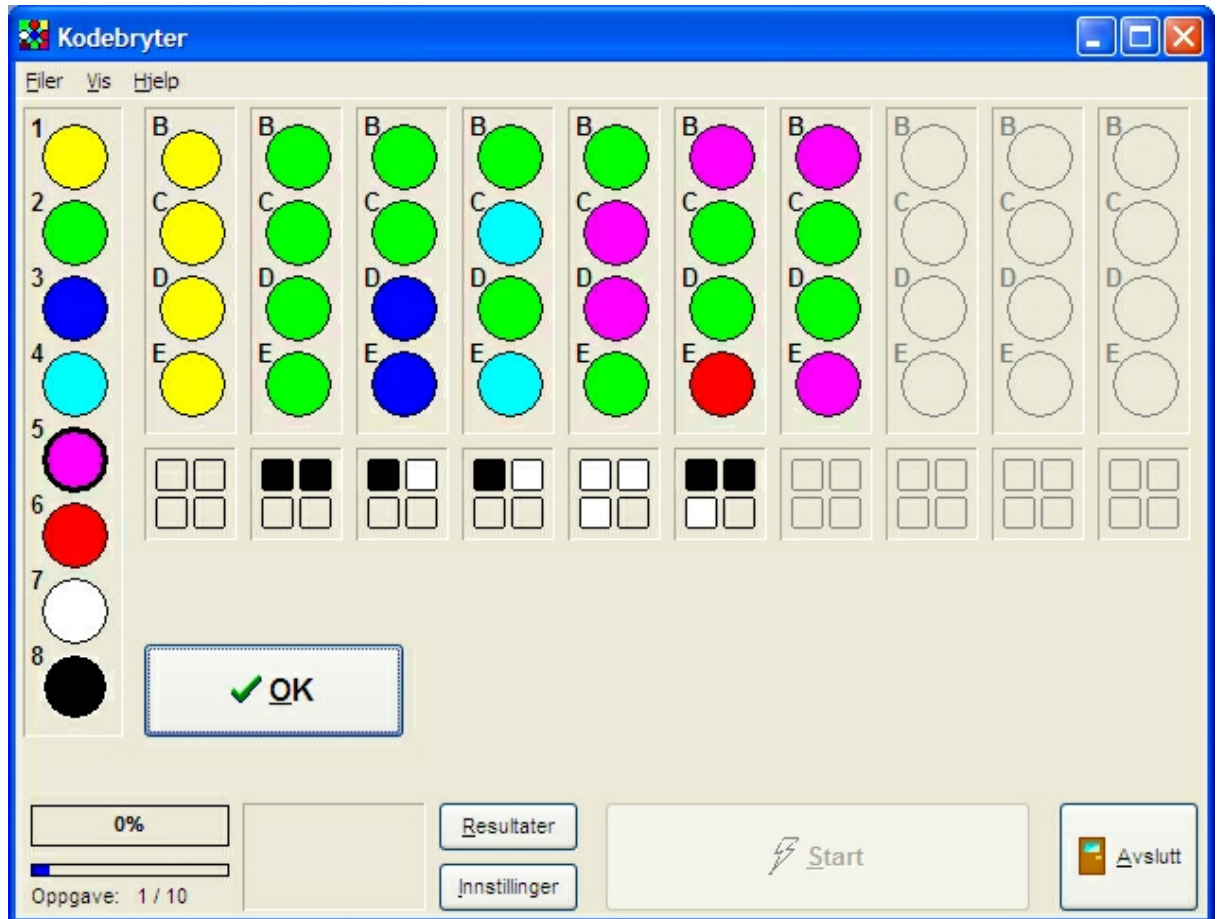 Kodebryter
Filer Vis Hjelp
1 B B B B B B B B B B
2 C C C C C C C C C C
3 D D D D D D D D D D
4 E E E E E E E E E E
5
6
7
8
OK
0%
Oppgave: 1 / 10
Resultater
Innstillinger
Start
Avslutt